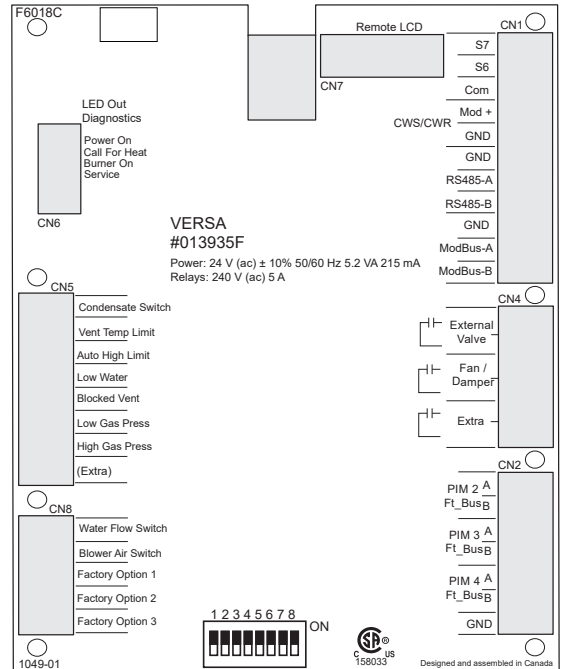 F6018C
Remote LCD
CN7
CN1
S7
S6
Com
Mod +
CWS/CWR
GND
GND
RS485-A
RS485-B
GND
ModBus-A
ModBus-B
LED Out
Diagnostics
Power On
Call For Heat
Burner On
Service
CN6
VERSA
#013935F
Power: 24 V (ac) ± 10% 50/60 Hz 5.2 VA 215 mA
Relays: 240 V (ac) 5 A
CN5
Condensate Switch
Vent Temp Limit
Auto High Limit
Low Water
Blocked Vent
Low Gas Press
High Gas Press
(Extra)
CN4
External
Valve
Fan /
Damper
Extra
CN8
Water Flow Switch
Blower Air Switch
Factory Option 1
Factory Option 2
Factory Option 3
CN2
PIM 2 A
Ft_Bus B
PIM 3 A
Ft_Bus B
PIM 4 A
Ft_Bus B
GND
1 2 3 4 5 6 7 8
ON
SA ®
C US
158033
1049-01
Designed and assembled in Canada